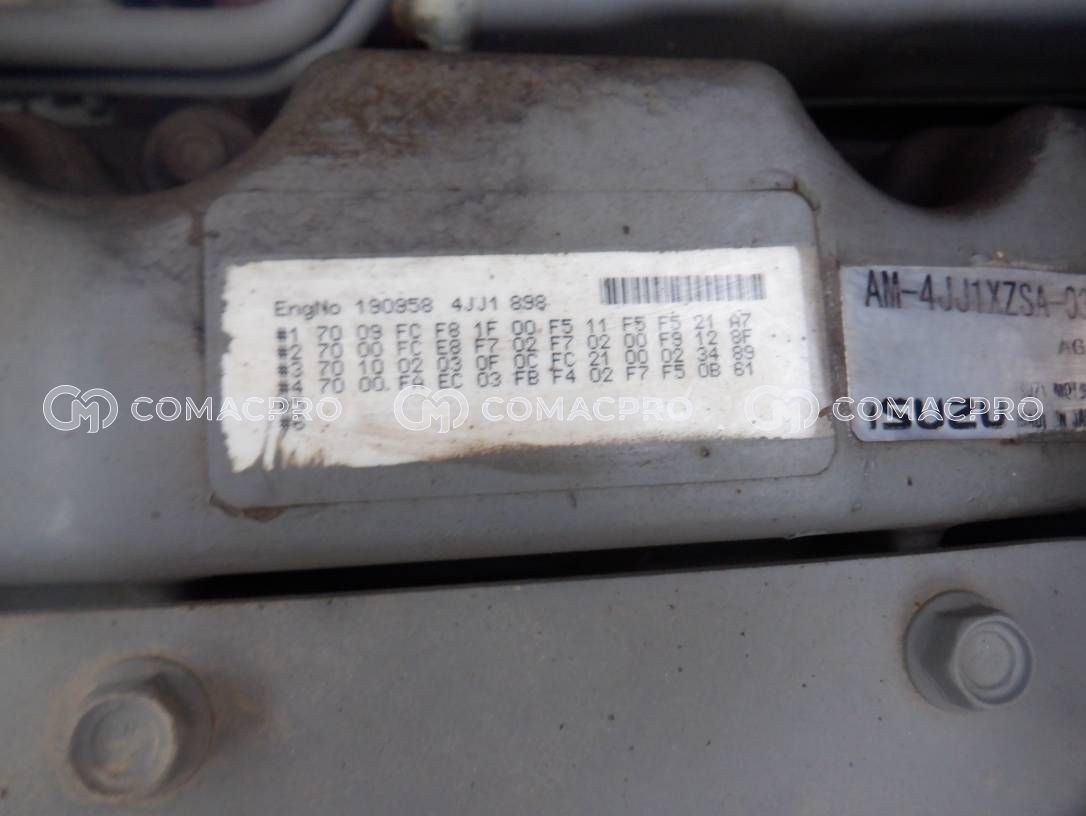 EngNo 190958 4JJ1 898
#1 70 09 FC F8 1F 00 F5 11 F5 F5 21 A7
#2 70 00 FC E8 F7 02 F7 02 00 F9 12 8F
#3 70 10 02 03 0F 0C FC 21 00 02 34 89
#4 70 00 EC 03 FB F4 02 F7 F5 0B 61
AM-4JJ1XZSA-0
AG
ISUZU
COMACPRO COMACPRO COMACPRO